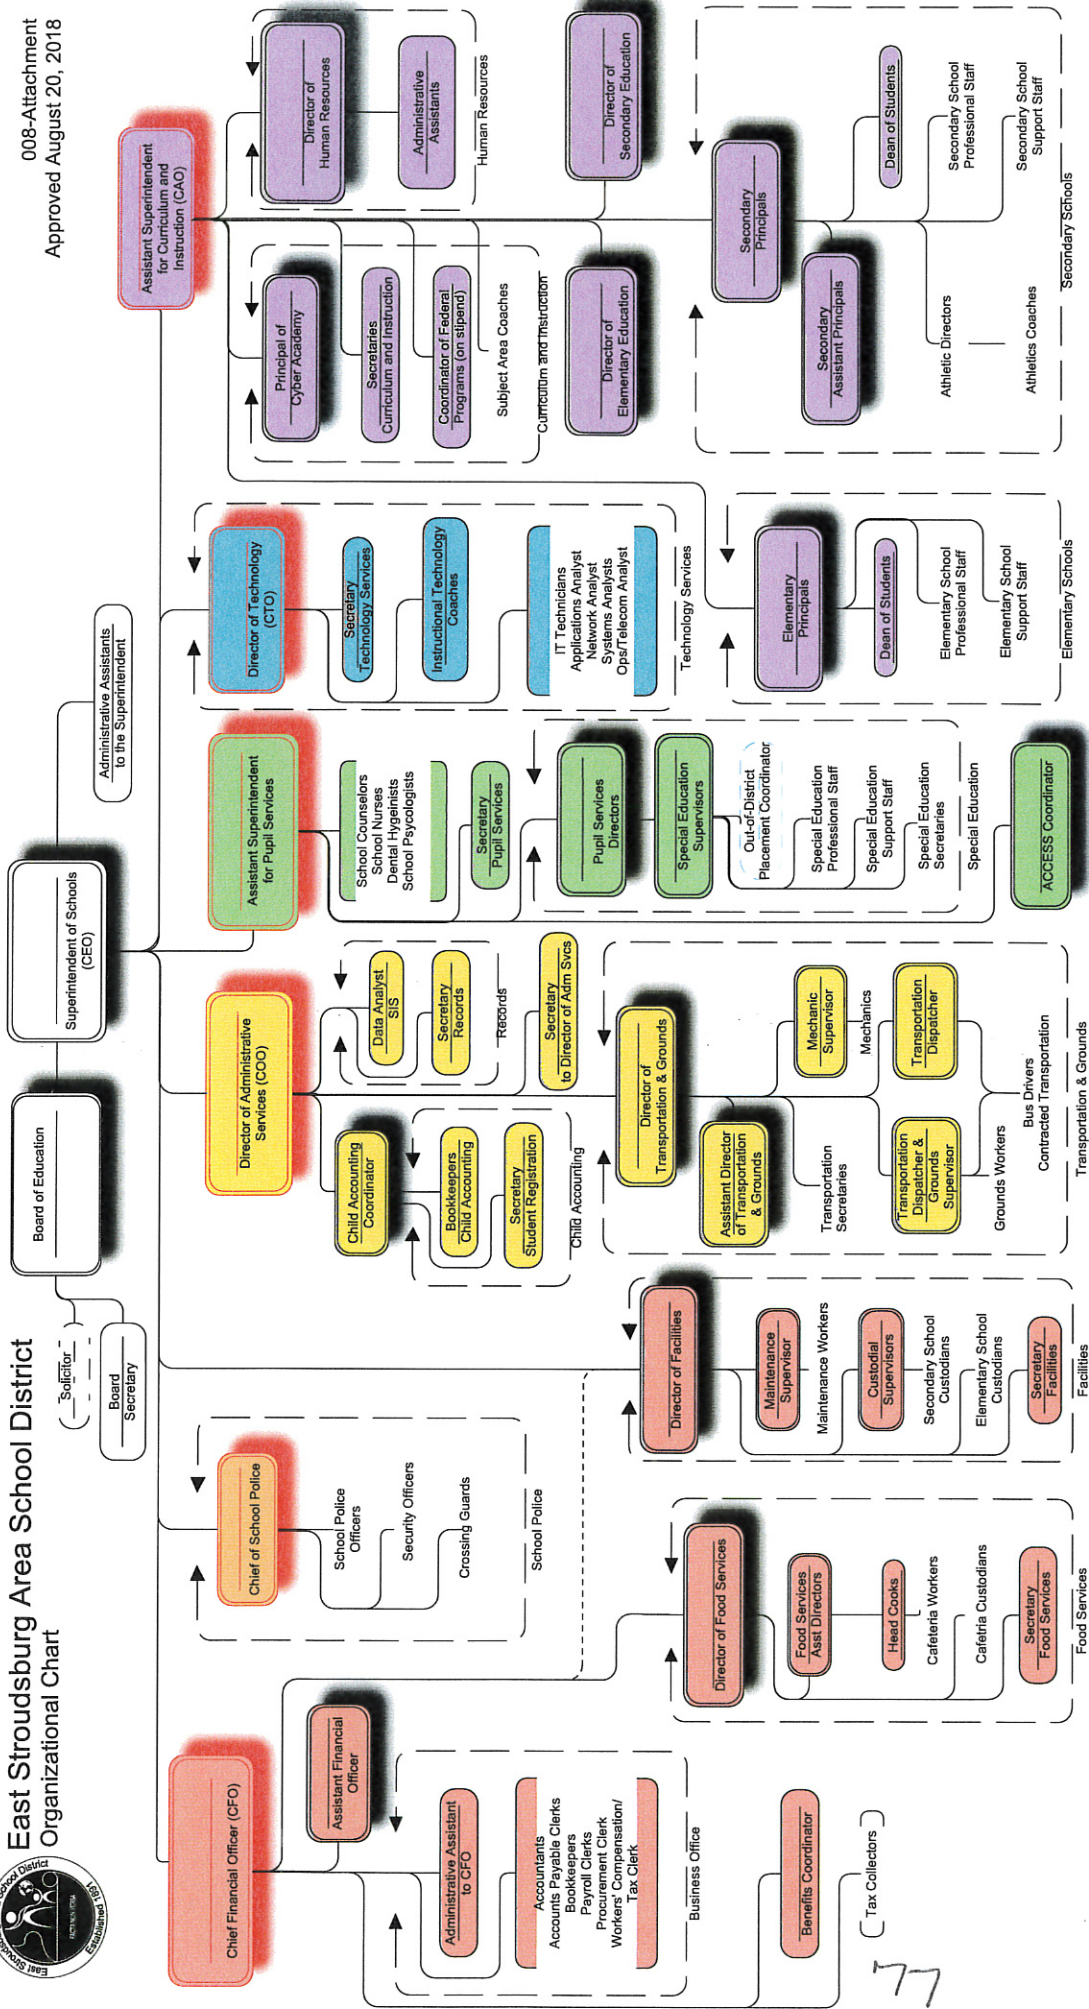 East Stroudsburg Area School District
Organizational Chart
008-Attachment
Approved August 20, 2018
School District
East
Established 1891
Board of Education
Solicitor
Board
Secretary
Superintendent of Schools
(CEO)
Administrative Assistants
to the Superintendent
Chief Financial Officer (CFO)
Assistant Financial
Officer
Administrative Assistant
to CFO
Accountants
Accounts Payable Clerks
Bookkeepers
Payroll Clerks
Procurement Clerk
Workers' Compensation/
Tax Clerk
Business Office
Benefits Coordinator
Tax Collectors
Director of Food Services
Food Services
Asst Directors
Head Cooks
Cafeteria Workers
Cafetria Custodians
Secretary
Food Services
Food Services
Chief of School Police
School Police
Officers
Security Officers
Crossing Guards
School Police
Director of Facilities
Maintenance
Supervisor
Maintenance Workers
Custodial
Supervisors
Secondary School
Custodians
Elementary School
Custodians
Secretary
Facilities
Facilities
Director of Administrative
Services (COO)
Child Accounting
Coordinator
Bookkeepers
Child Accounting
Secretary
Student Registration
Child Accounting
Data Analyst
SIS
Secretary
Records
Records
Secretary
to Director of Adm Svcs
Director of
Transportation & Grounds
Assistant Director
of Transportation
& Grounds
Transportation
Secretaries
Mechanic
Supervisor
Mechanics
Transportation
Dispatcher &
Grounds
Supervisor
Transportation
Dispatcher
Grounds Workers
Bus Drivers
Contracted Transportation
Transportation & Grounds
Assistant Superintendent
for Pupil Services
School Counselors
School Nurses
Dental Hygeinists
School Psycologists
Secretary
Pupil Services
Pupil Services
Directors
Special Education
Supervisors
Out-of-District
Placement Coordinator
Special Education
Professional Staff
Special Education
Support Staff
Special Education
Secretaries
Special Education
ACCESS Coordinator
Director of Technology
(CTO)
Secretary
Technology Services
Instructional Technology
Coaches
IT Technicians
Applications Analyst
Network Analyst
Systems Analysts
Ops/Telecom Analyst
Technology Services
Assistant Superintendent
for Curriculum and
Instruction (CAO)
Principal of
Cyber Academy
Secretaries
Curriculum and Instruction
Coordinator of Federal
Programs (on stipend)
Subject Area Coaches
Curriculum and Instruction
Director of
Human Resources
Administrative
Assistants
Human Resources
Director of
Elementary Education
Director of
Secondary Education
Elementary
Principals
Dean of Students
Elementary School
Professional Staff
Elementary School
Support Staff
Elementary Schools
Secondary
Principals
Secondary
Assistant Principals
Dean of Students
Athletic Directors
Athletics Coaches
Secondary School
Professional Staff
Secondary School
Support Staff
Secondary Schools
77